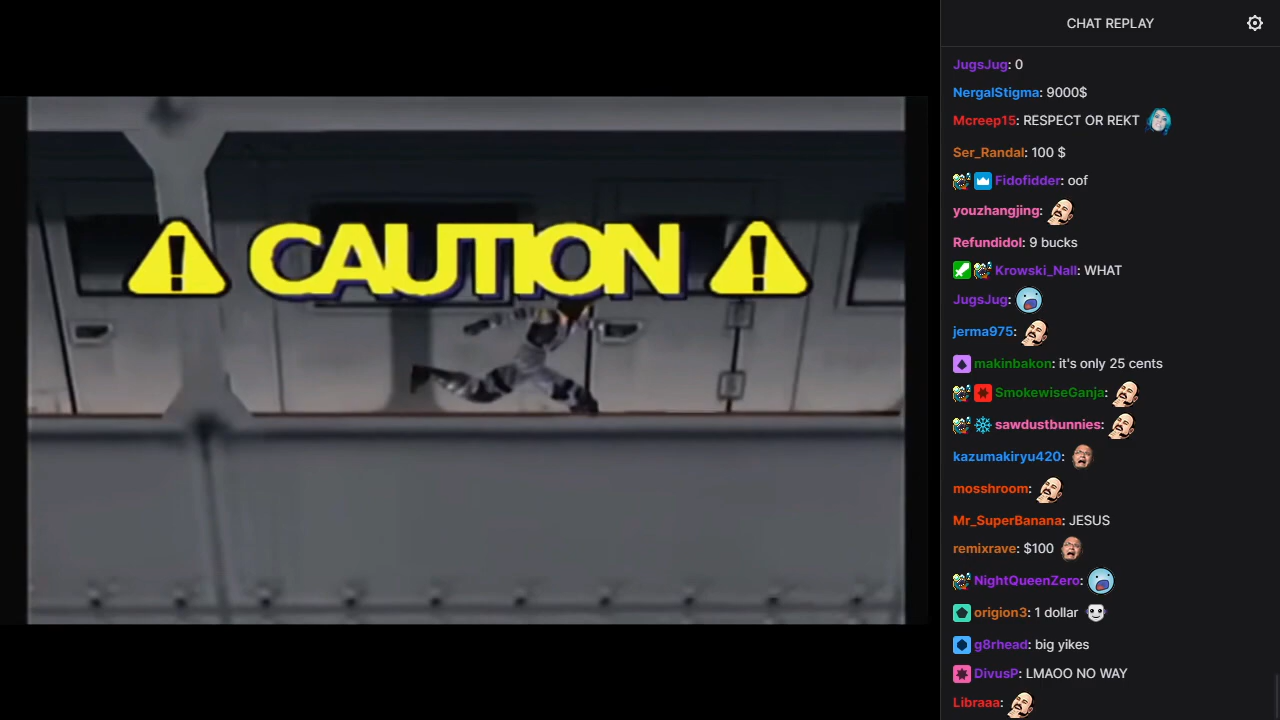 CHAT REPLAY
JugsJug: 0
NergalStigma: 9000$
Mcreep15: RESPECT OR REKT
Ser_Randal: 100 $
Fidofidder: oof
youzhangjing:
Refundidol: 9 bucks
Krowski_Nall: WHAT
JugsJug:
jerma975:
makinbakon: it's only 25 cents
SmokewiseGanja:
sawdustbunnies:
kazumakiryu420:
mosshroom:
Mr_SuperBanana: JESUS
remixrave: $100
NightQueenZero:
origion3: 1 dollar
g8rhead: big yikes
DivusP: LMAOO NO WAY
Libraaa:
! CAUTION !